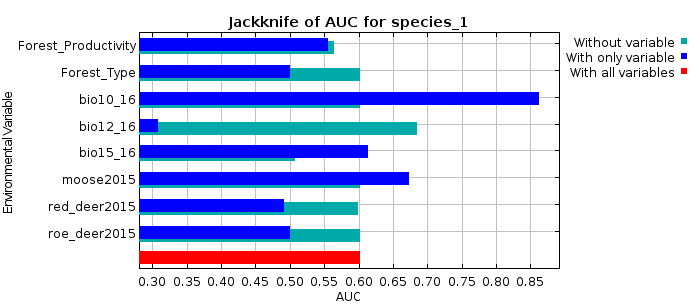 Jackknife of AUC for species_1
Environmental Variable
Forest_Productivity
Forest_Type
bio10_16
bio12_16
bio15_16
moose2015
red_deer2015
roe_deer2015
Without variable
With only variable
With all variables
0.30 0.35 0.40 0.45 0.50 0.55 0.60 0.65 0.70 0.75 0.80 0.85
AUC